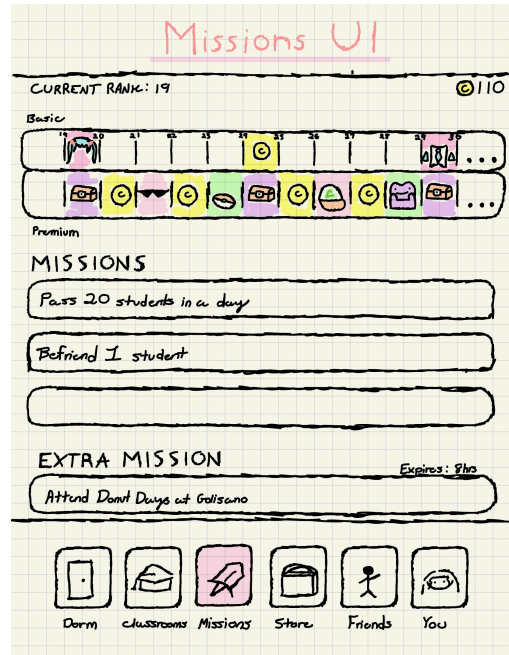 Missions UI
CURRENT RANK: 19
C 110
Basic
19 20 21 22 23 24 25 26 27 28 29 30
Premium
MISSIONS
Pass 20 students in a day
Befriend 1 student
EXTRA MISSION
Expires: 8hrs
Attend Donut Days at Golisano
Dorm classrooms Missions Store Friends You